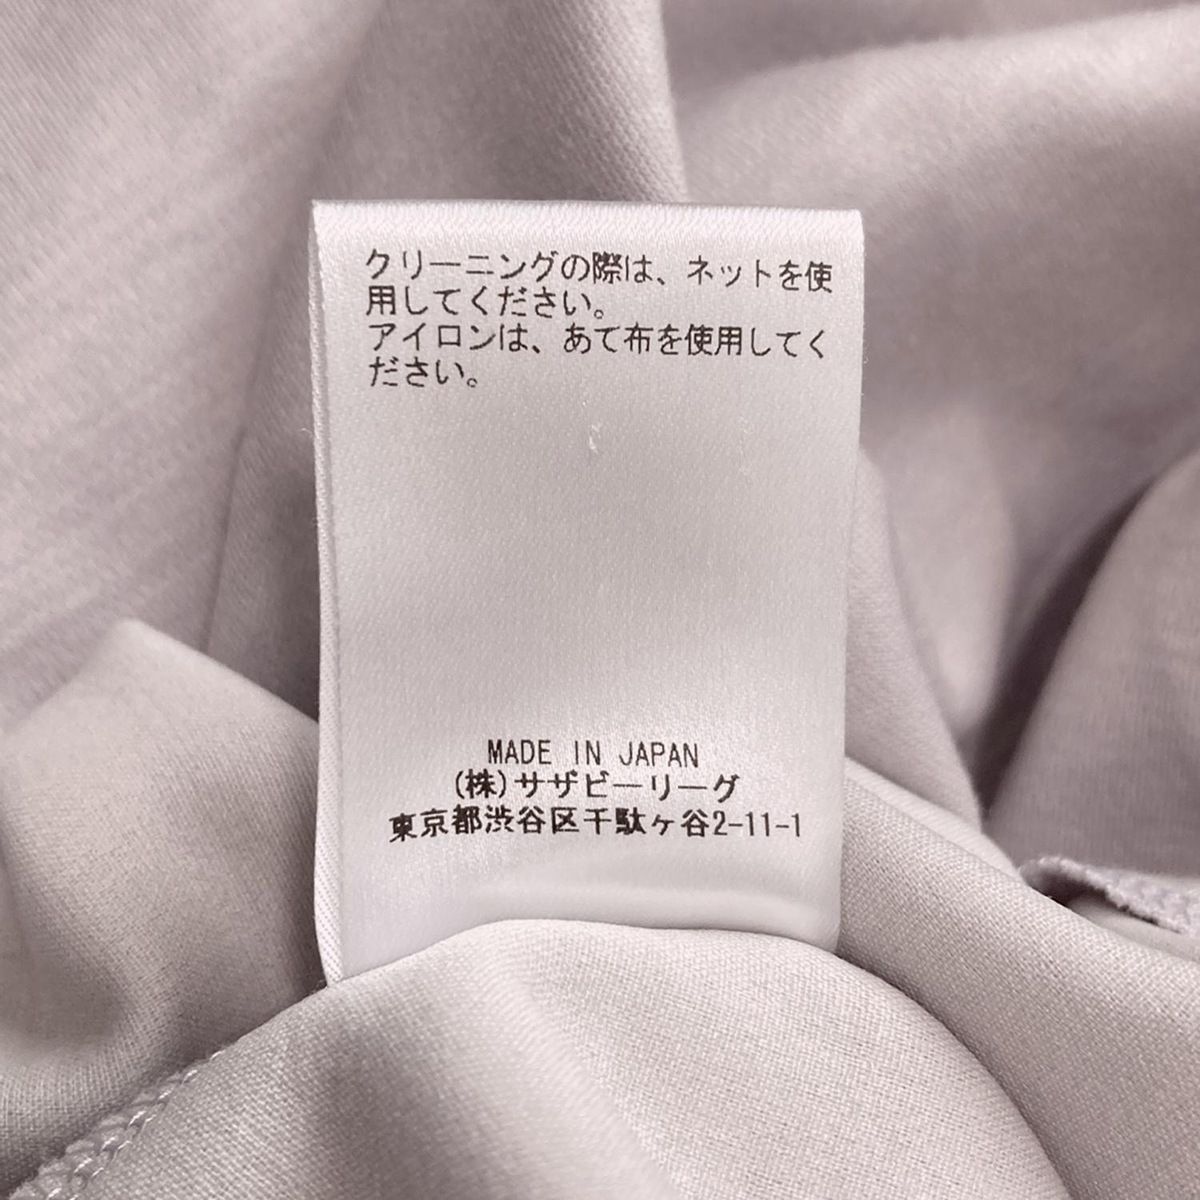 クリーニングの際は、ネットを使
用してください。
アイロンは、あて布を使用してく
ださい。
MADE IN JAPAN
(株)サザビーリーグ
東京都渋谷区千駄ヶ谷2-11-1